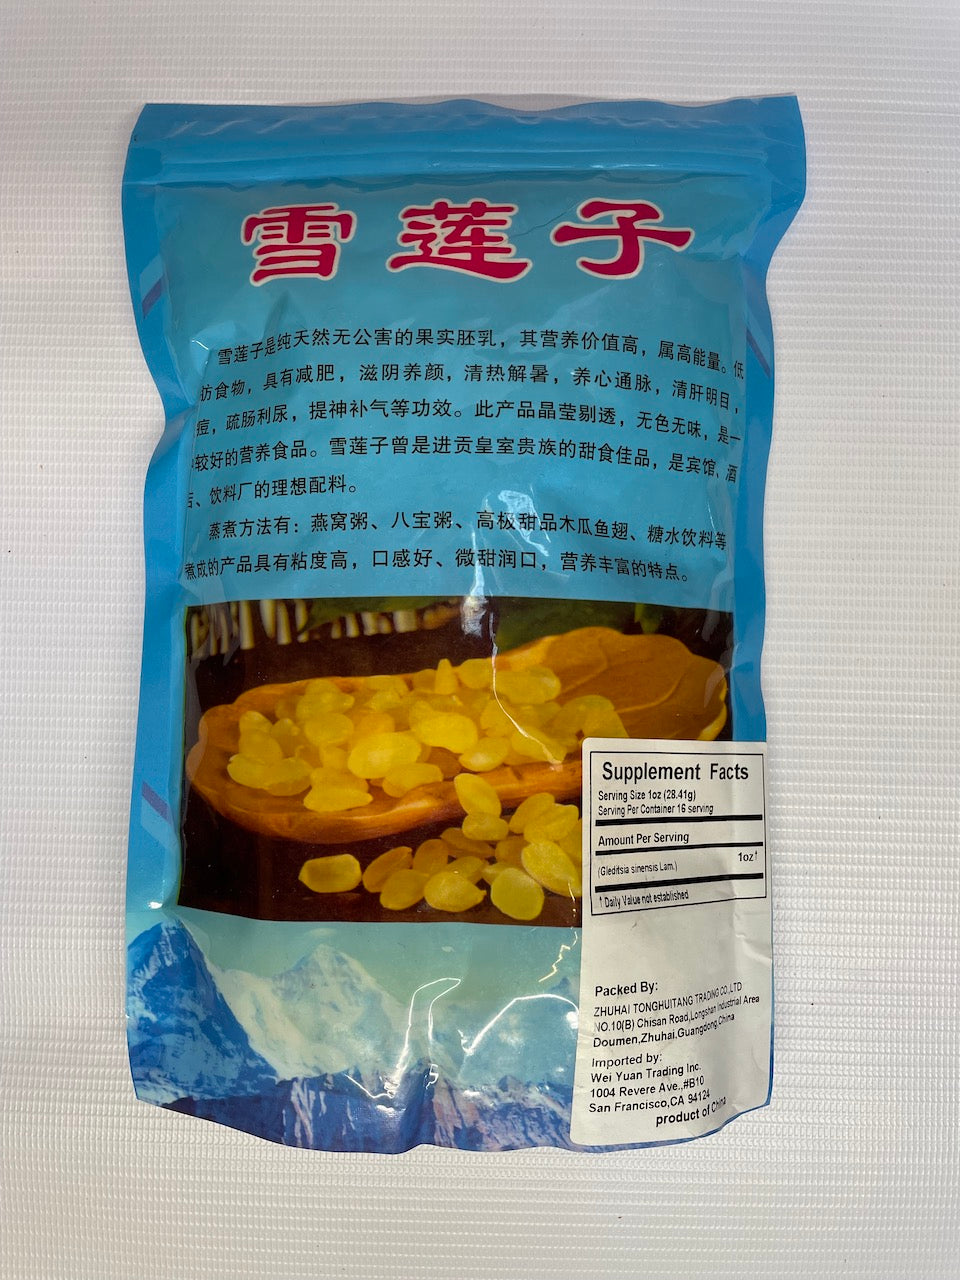 雪莲子
雪莲子是纯天然无公害的果实胚乳，其营养价值高，属高能量。低
肪食物，具有减肥，滋阴养颜，清热解暑，养心通脉，清肝明目，
痘，疏肠利尿，提神补气等功效。此产品晶莹剔透，无色无味，是一
较好的营养食品。雪莲子曾是进贡皇室贵族的甜食佳品，是宾馆、酒
店、饮料厂的理想配料。
蒸煮方法有：燕窝粥、八宝粥、高极甜品木瓜鱼翅、糖水饮料等
煮成的产品具有粘度高，口感好、微甜润口，营养丰富的特点。
Supplement Facts
Serving Size 1oz (28.41g)
Serving Per Container 16 serving
Amount Per Serving
1oz†
(Gleditsia sinensis Lam.)
† Daily Value not established
Packed By:
ZHUHAI TONGHUITANG TRADING CO.,LTD
NO.10(B) Chisan Road,Longshan Industrial Area
Doumen,Zhuhai,Guangdong,China
Imported by:
Wei Yuan Trading Inc.
1004 Revere Ave.,#B10
San Francisco,CA 94124
product of China